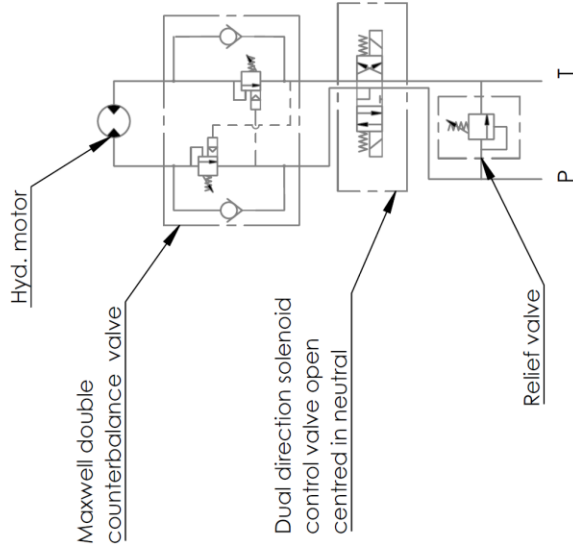 Hyd. motor
Maxwell double
counterbalance valve
Dual direction solenoid
control valve open
centred in neutral
Relief valve
P
T